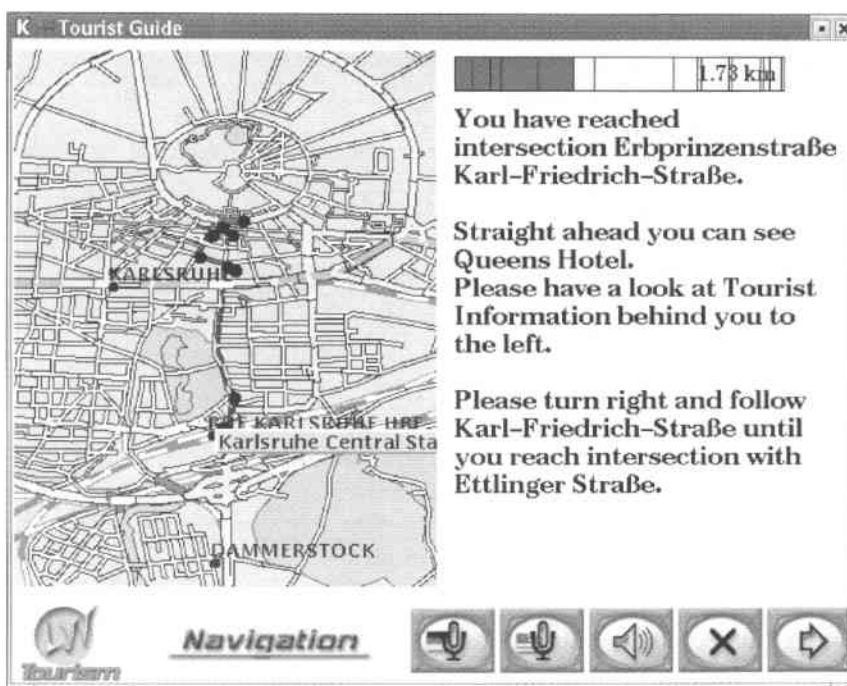 K Tourist Guide
1.73 km
You have reached
intersection Erbprinzenstraße
Karl-Friedrich-Straße.
Straight ahead you can see
Queens Hotel.
Please have a look at Tourist
Information behind you to
the left.
Please turn right and follow
Karl-Friedrich-Straße until
you reach intersection with
Ettlinger Straße.
KARLSRUHE
KARLSRUHE HBF
Karlsruhe Central Sta
DAMMERSTOCK
Tourism
Navigation